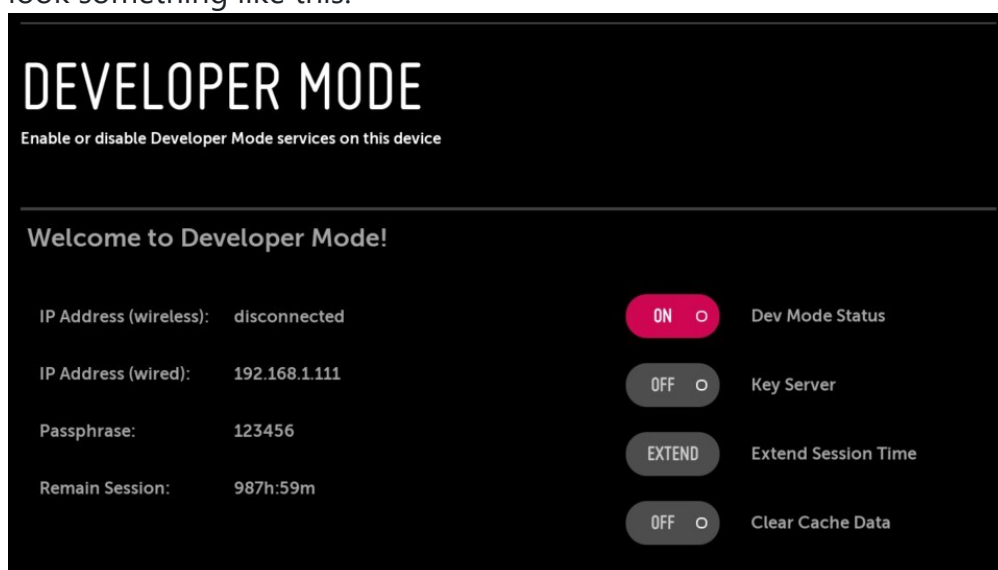 look something like this:
DEVELOPER MODE
Enable or disable Developer Mode services on this device
Welcome to Developer Mode!
IP Address (wireless): disconnected
ON Dev Mode Status
IP Address (wired): 192.168.1.111
OFF Key Server
Passphrase: 123456
EXTEND Extend Session Time
Remain Session: 987h:59m
OFF Clear Cache Data